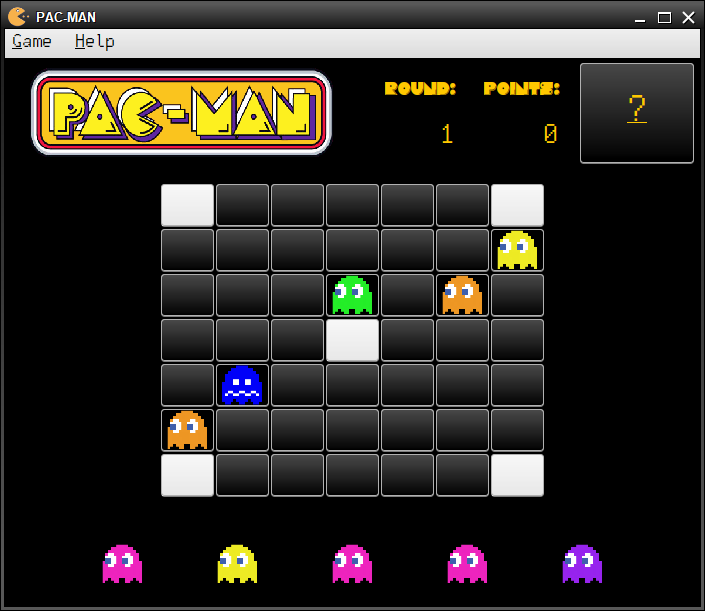 PAC-MAN
Game Help
PAC-MAN
ROUND: POINTS:
1 0
?